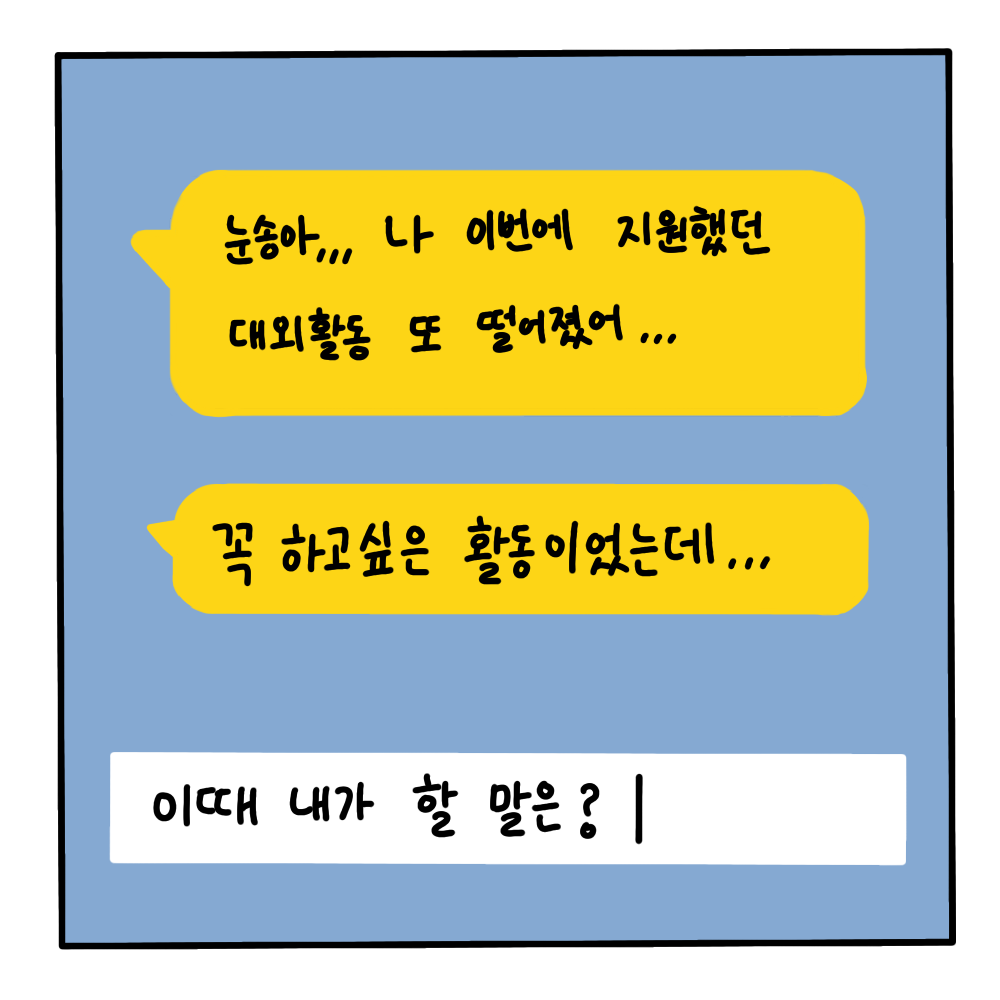 눈송아,,, 나 이번에 지원했던
대외활동 또 떨어졌어...
꼭 하고싶은 활동이었는데...
이때 내가 할 말은? |